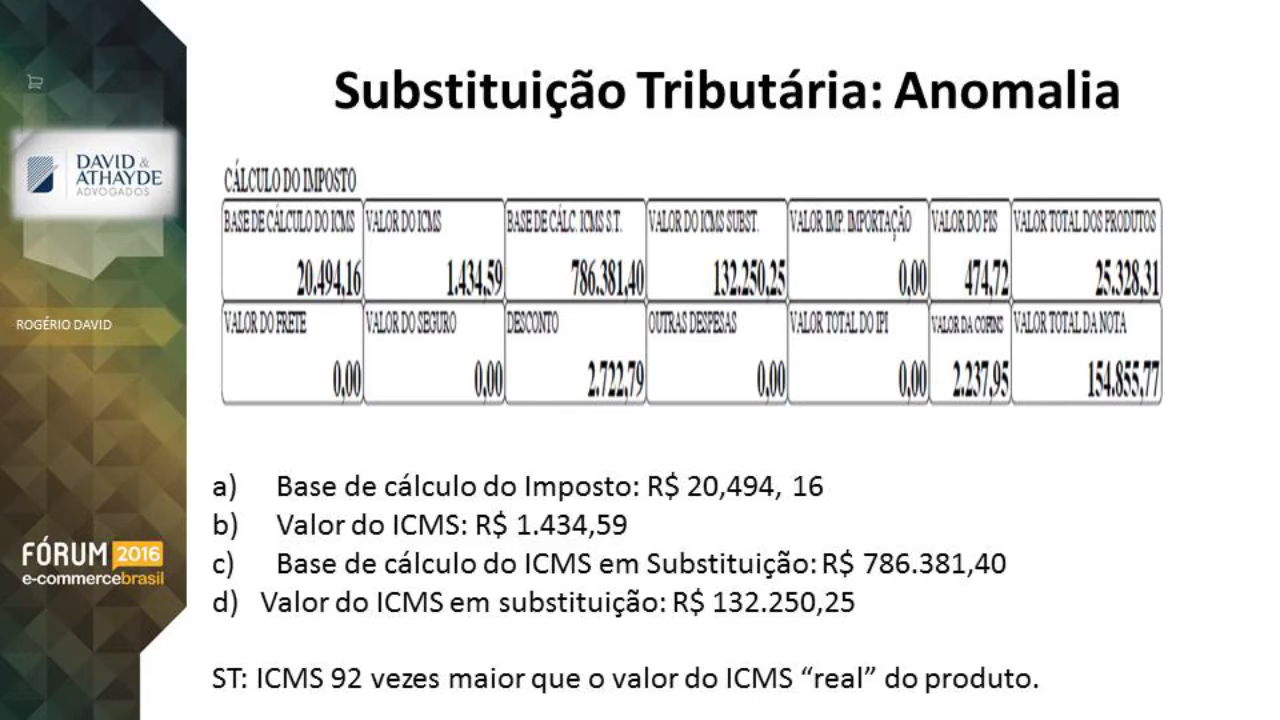 Substituição Tributária: Anomalia
DAVID &
ATHAYDE
ADVOGADOS
CÁLCULO DO IMPOSTO
BASE DE CÁLCULO DO ICMS VALOR DO ICMS BASE DE CÁLC. ICMS S.T. VALOR DO ICMS SUBST. VALOR IMP. IMPORTAÇÃO VALOR DO PIS VALOR TOTAL DOS PRODUTOS
20.494,16 1.434,59 786.381,40 132.250,25 0,00 474,72 25.328,31
VALOR DO FRETE VALOR DO SEGURO DESCONTO OUTRAS DESPESAS VALOR TOTAL DO IPI VALOR DA COFINS VALOR TOTAL DA NOTA
0,00 0,00 2.722,79 0,00 0,00 2.237,95 154.855,77
ROGÉRIO DAVID
a) Base de cálculo do Imposto: R$ 20,494, 16
b) Valor do ICMS: R$ 1.434,59
c) Base de cálculo do ICMS em Substituição: R$ 786.381,40
d) Valor do ICMS em substituição: R$ 132.250,25
ST: ICMS 92 vezes maior que o valor do ICMS “real” do produto.
FÓRUM 2016
e-commercebrasil